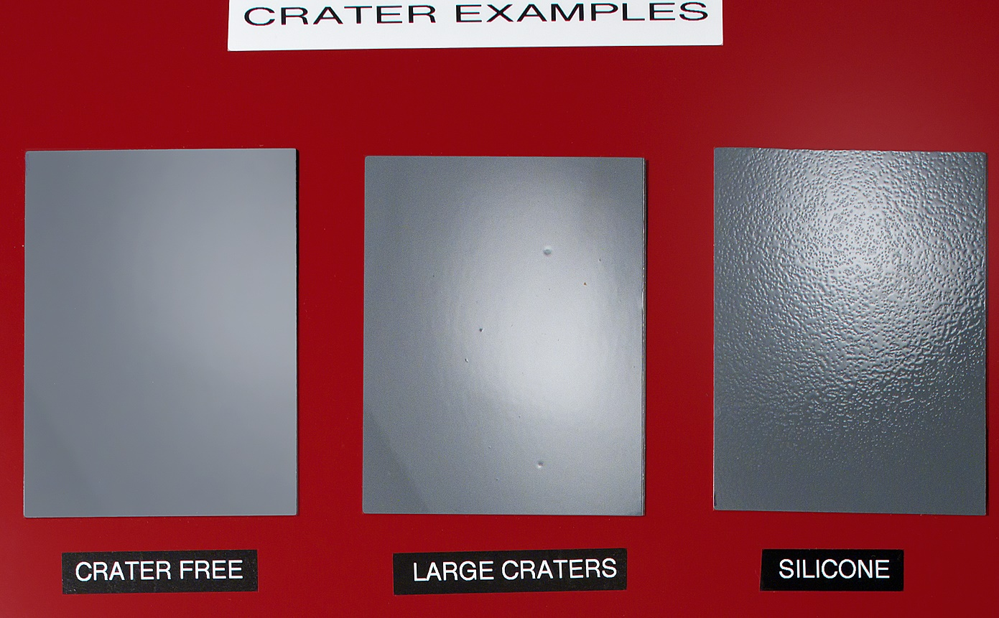 CRATER EXAMPLES
CRATER FREE
LARGE CRATERS
SILICONE